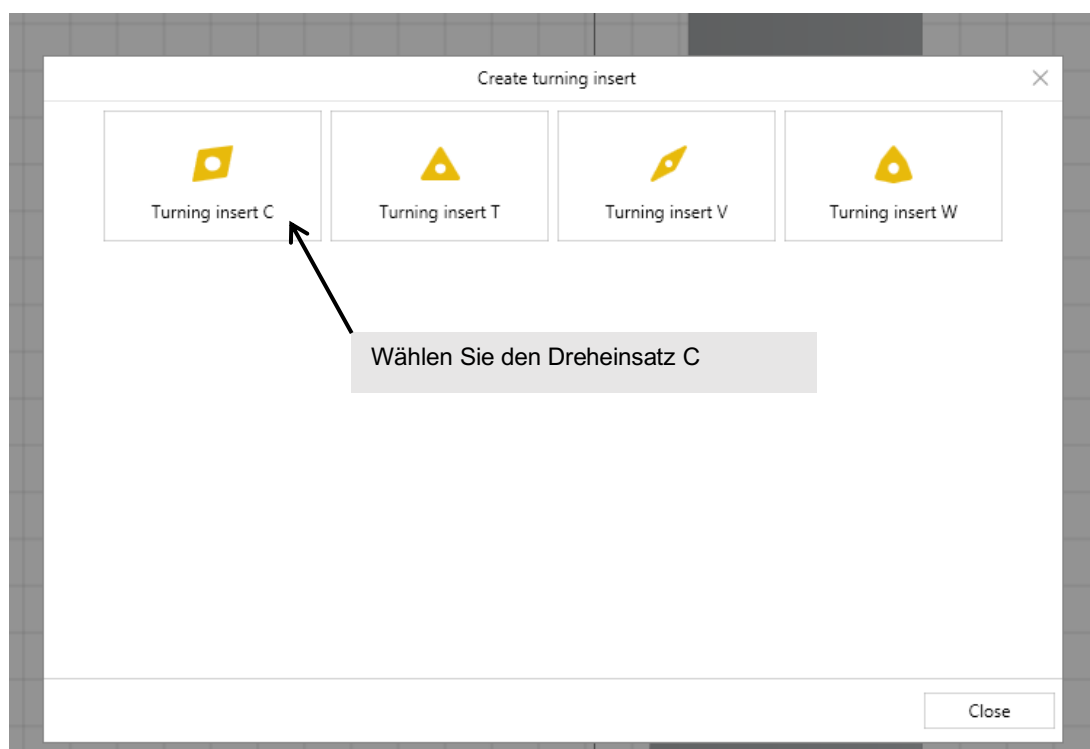 Create turning insert
Turning insert C
Turning insert T
Turning insert V
Turning insert W
Wählen Sie den Dreheinsatz C
Close